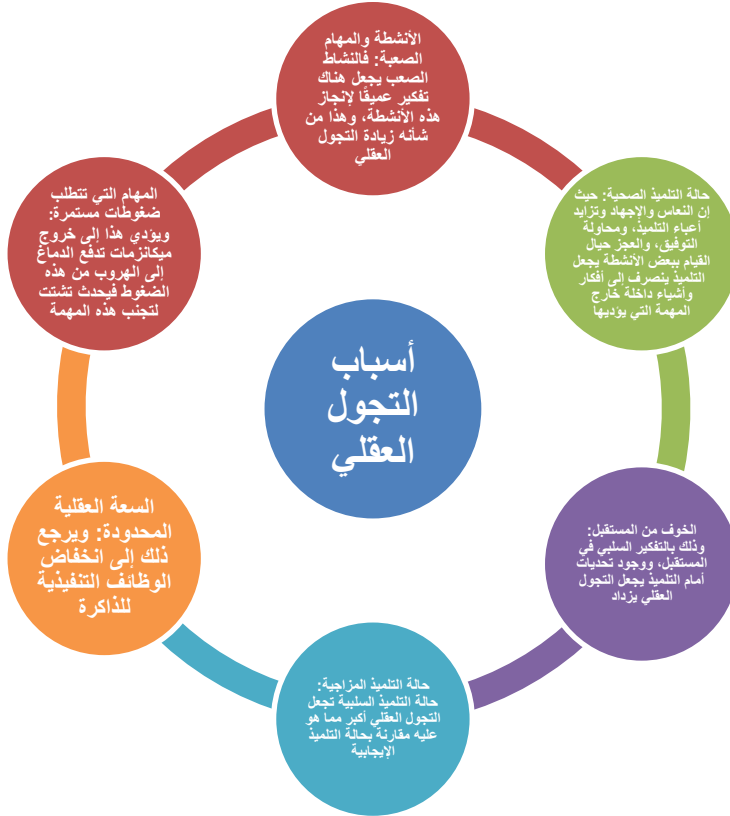 الأنشطة والمهام
الصعبة: فالنشاط
الصعب يجعل هناك
تفكير عميقًا لإنجاز
هذه الأنشطة، وهذا من
شأنه زيادة التجول
العقلي
حالة التلميذ الصحية: حيث
إن النعاس والإجهاد وتزايد
أعباء التلميذ، ومحاولة
التوفيق، والعجز حيال
القيام ببعض الأنشطة يجعل
التلميذ ينصرف إلى أفكار
وأشياء داخلة خارج
المهمة التي يؤديها
الخوف من المستقبل:
وذلك بالتفكير السلبي في
المستقبل، ووجود تحديات
أمام التلميذ يجعل التجول
العقلي يزداد
حالة التلميذ المزاجية:
حالة التلميذ السلبية تجعل
التجول العقلي أكبر مما هو
عليه مقارنة بحالة التلميذ
الإيجابية
السعة العقلية
المحدودة: ويرجع
ذلك إلى انخفاض
الوظائف التنفيذية
للذاكرة
المهام التي تتطلب
ضغوطات مستمرة:
ويؤدي هذا إلى خروج
ميكانزمات تدفع الدماغ
إلى الهروب من هذه
الضغوط فيحدث تشتت
لتجنب هذه المهمة
أسباب
التجول
العقلي